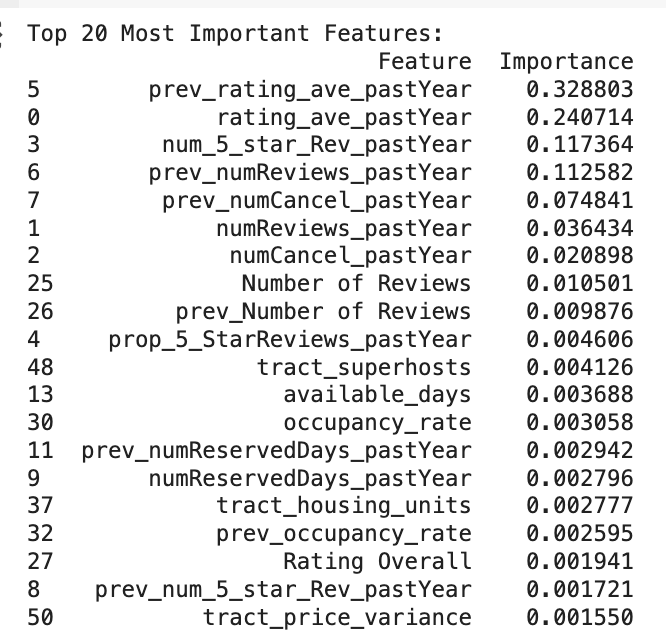 Top 20 Most Important Features:
Feature Importance
5 prev_rating_ave_pastYear 0.328803
0 rating_ave_pastYear 0.240714
3 num_5_star_Rev_pastYear 0.117364
6 prev_numReviews_pastYear 0.112582
7 prev_numCancel_pastYear 0.074841
1 numReviews_pastYear 0.036434
2 numCancel_pastYear 0.020898
25 Number of Reviews 0.010501
26 prev_Number of Reviews 0.009876
4 prop_5_StarReviews_pastYear 0.004606
48 tract_superhosts 0.004126
13 available_days 0.003688
30 occupancy_rate 0.003058
11 prev_numReservedDays_pastYear 0.002942
9 numReservedDays_pastYear 0.002796
37 tract_housing_units 0.002777
32 prev_occupancy_rate 0.002595
27 Rating Overall 0.001941
8 prev_num_5_star_Rev_pastYear 0.001721
50 tract_price_variance 0.001550